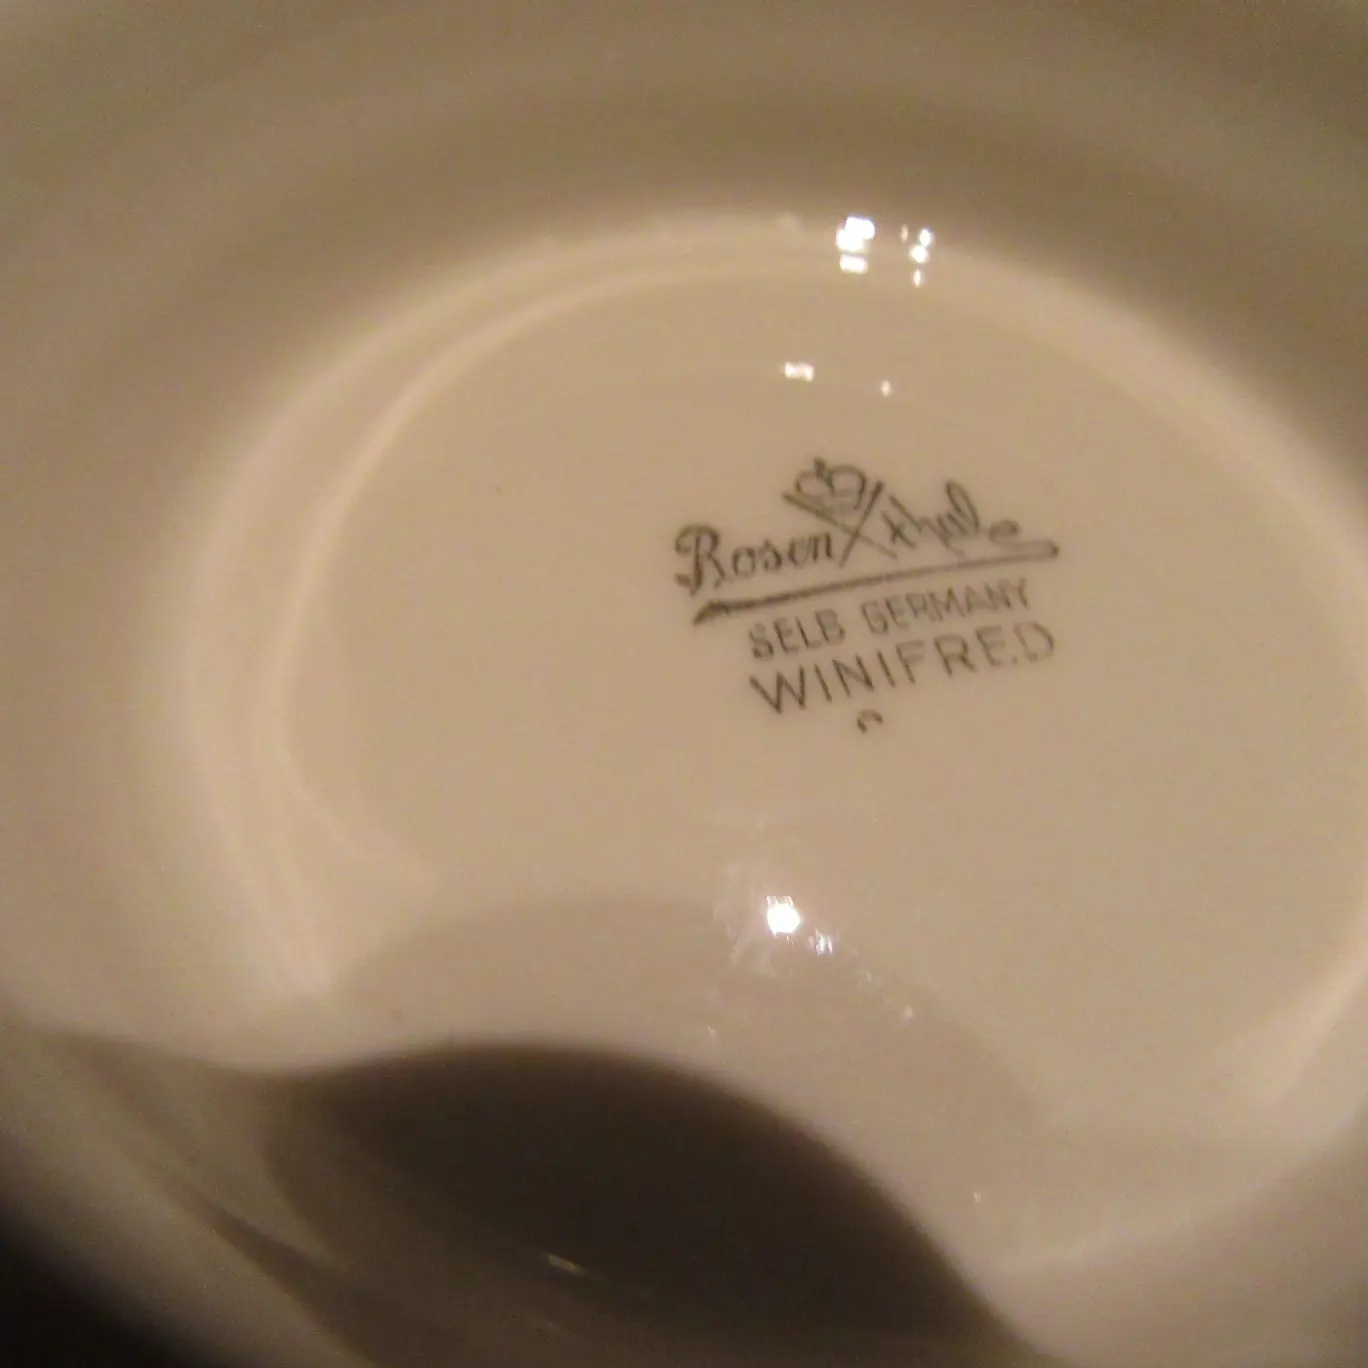 Rosenthal
SELB GERMANY
WINIFRED